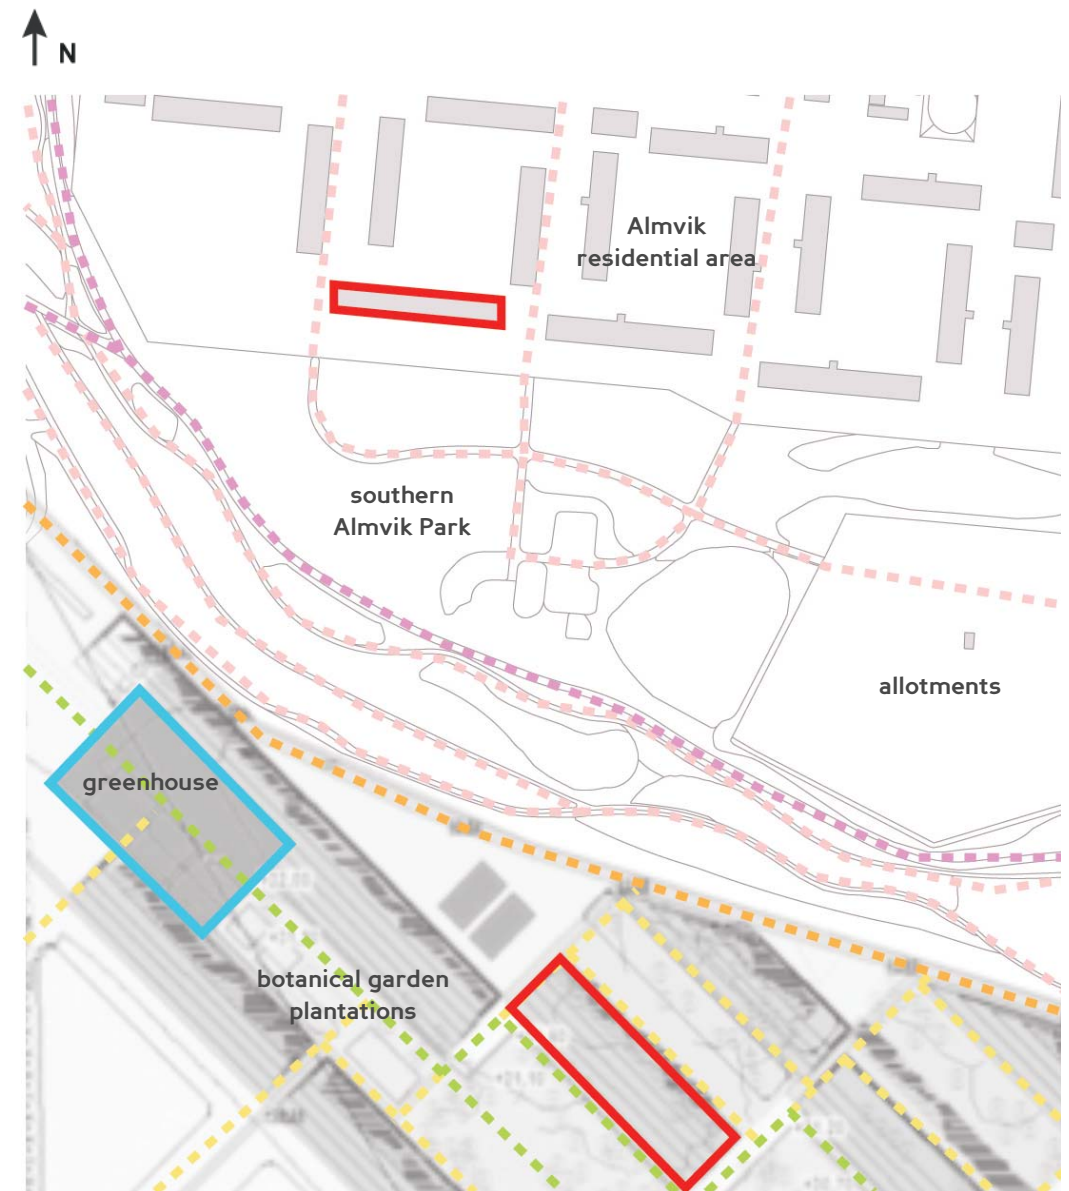 N
Almvik
residential area
southern
Almvik Park
allotments
greenhouse
botanical garden
plantations